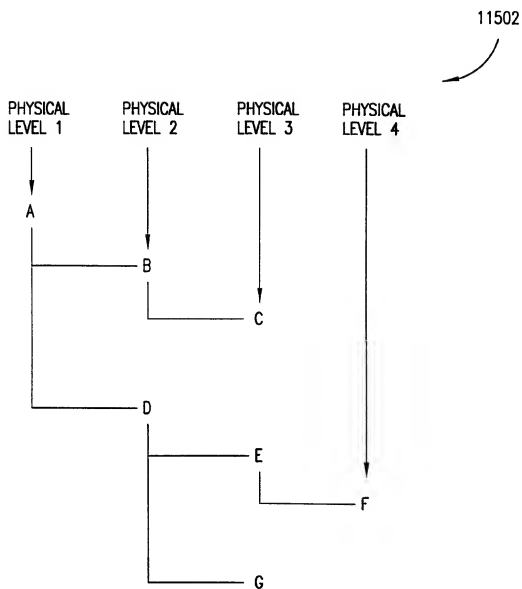 11502
PHYSICAL LEVEL 1
PHYSICAL LEVEL 2
PHYSICAL LEVEL 3
PHYSICAL LEVEL 4
A
B
C
D
E
F
G